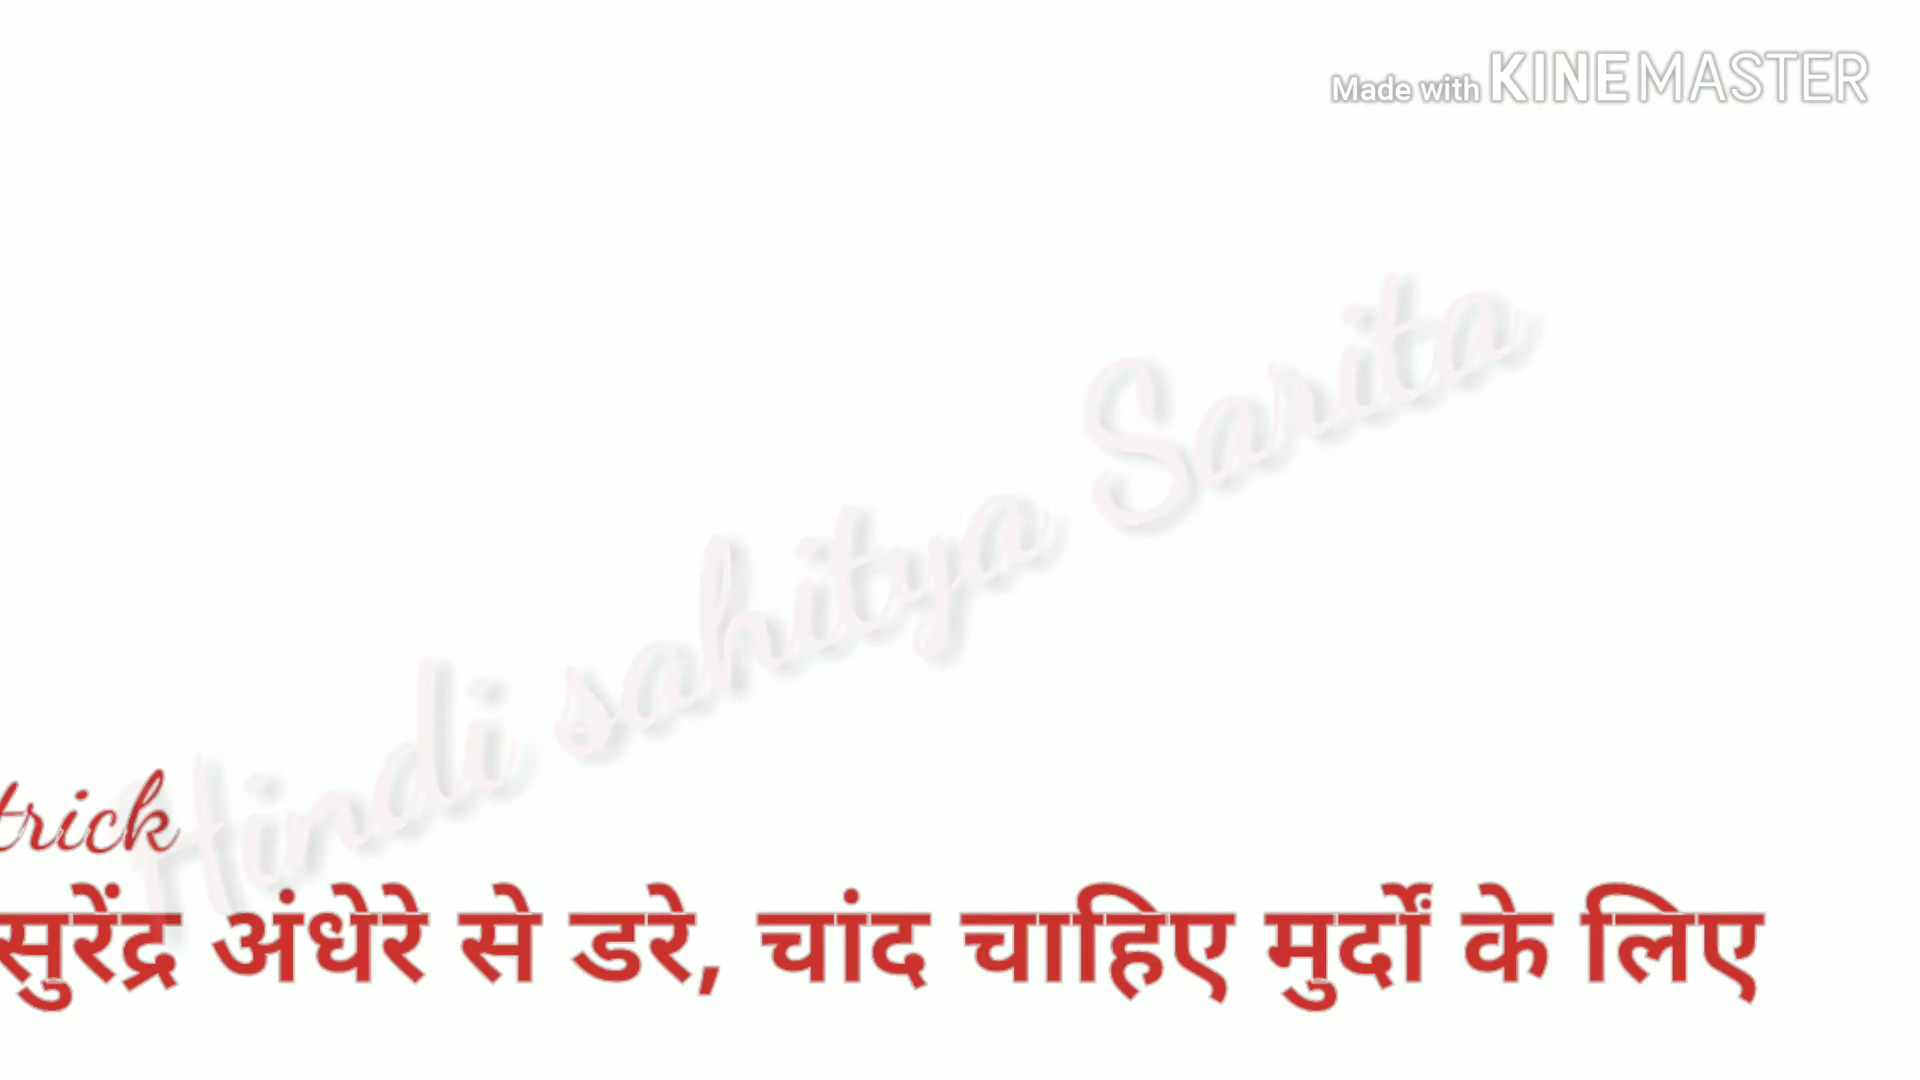 Made with KINEMASTER
Hindi sahitya Sarita
trick
सुरेंद्र अंधेरे से डरे, चांद चाहिए मुर्दों के लिए